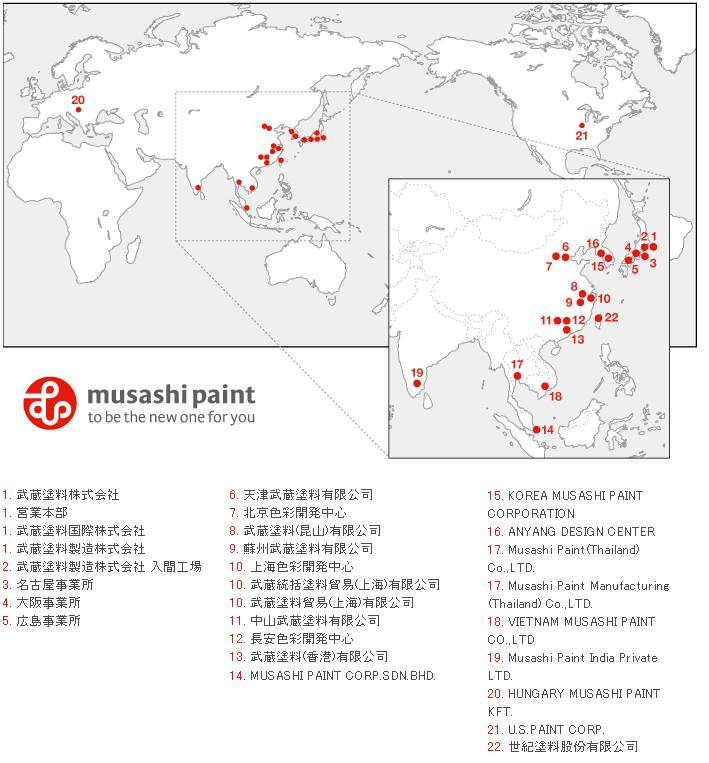 20
21
16
6
7
15
4
2 1
5
3
8
9
10
11
12
22
13
17
19
18
14
musashi paint
to be the new one for you
1. 武蔵塗料株式会社
1. 営業本部
1. 武蔵塗料国際株式会社
1. 武蔵塗料製造株式会社
2. 武蔵塗料製造株式会社 入間工場
3. 名古屋事業所
4. 大阪事業所
5. 広島事業所
6. 天津武蔵塗料有限公司
7. 北京色彩開発中心
8. 武蔵塗料(昆山)有限公司
9. 蘇州武蔵塗料有限公司
10. 上海色彩開発中心
10. 武蔵統括塗料貿易(上海)有限公司
10. 武蔵塗料貿易(上海)有限公司
11. 中山武蔵塗料有限公司
12. 長安色彩開発中心
13. 武蔵塗料(香港)有限公司
14. MUSASHI PAINT CORP.SDN.BHD.
15. KOREA MUSASHI PAINT
CORPORATION
16. ANYANG DESIGN CENTER
17. Musashi Paint(Thailand)
Co.,LTD.
17. Musashi Paint Manufacturing
(Thailand) Co.,LTD.
18. VIETNAM MUSASHI PAINT
CO.,LTD
19. Musashi Paint India Private
LTD.
20. HUNGARY MUSASHI PAINT
KFT.
21. U.S.PAINT CORP.
22. 世紀塗料股份有限公司